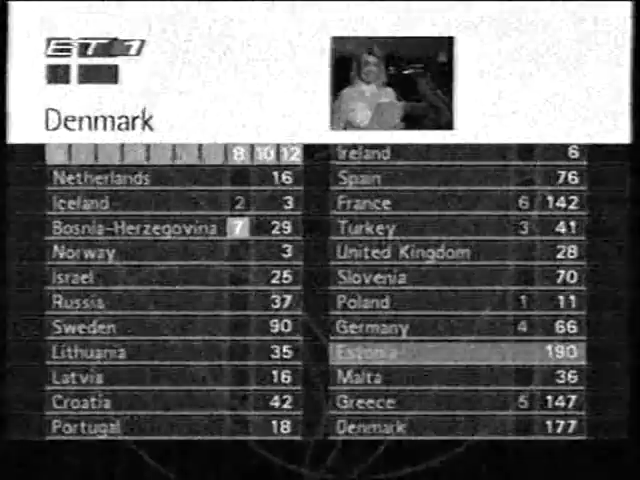 ET1
Denmark
8 10 12
Netherlands 16
Iceland 2 3
Bosnia-Herzegovina 7 29
Norway 3
Israel 25
Russia 37
Sweden 90
Lithuania 35
Latvia 16
Croatia 42
Portugal 18
Ireland 6
Spain 76
France 6 142
Turkey 3 41
United Kingdom 28
Slovenia 70
Poland 1 11
Germany 4 66
Estonia 190
Malta 36
Greece 5 147
Denmark 177